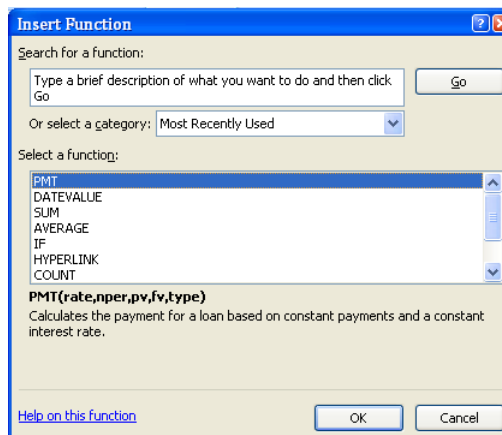 Insert Function
Search for a function:
Type a brief description of what you want to do and then click
Go
Go
Or select a category: Most Recently Used
Select a function:
PMT
DATEVALUE
SUM
AVERAGE
IF
HYPERLINK
COUNT
PMT(rate,nper,pv,fv,type)
Calculates the payment for a loan based on constant payments and a constant
interest rate.
Help on this function
OK
Cancel